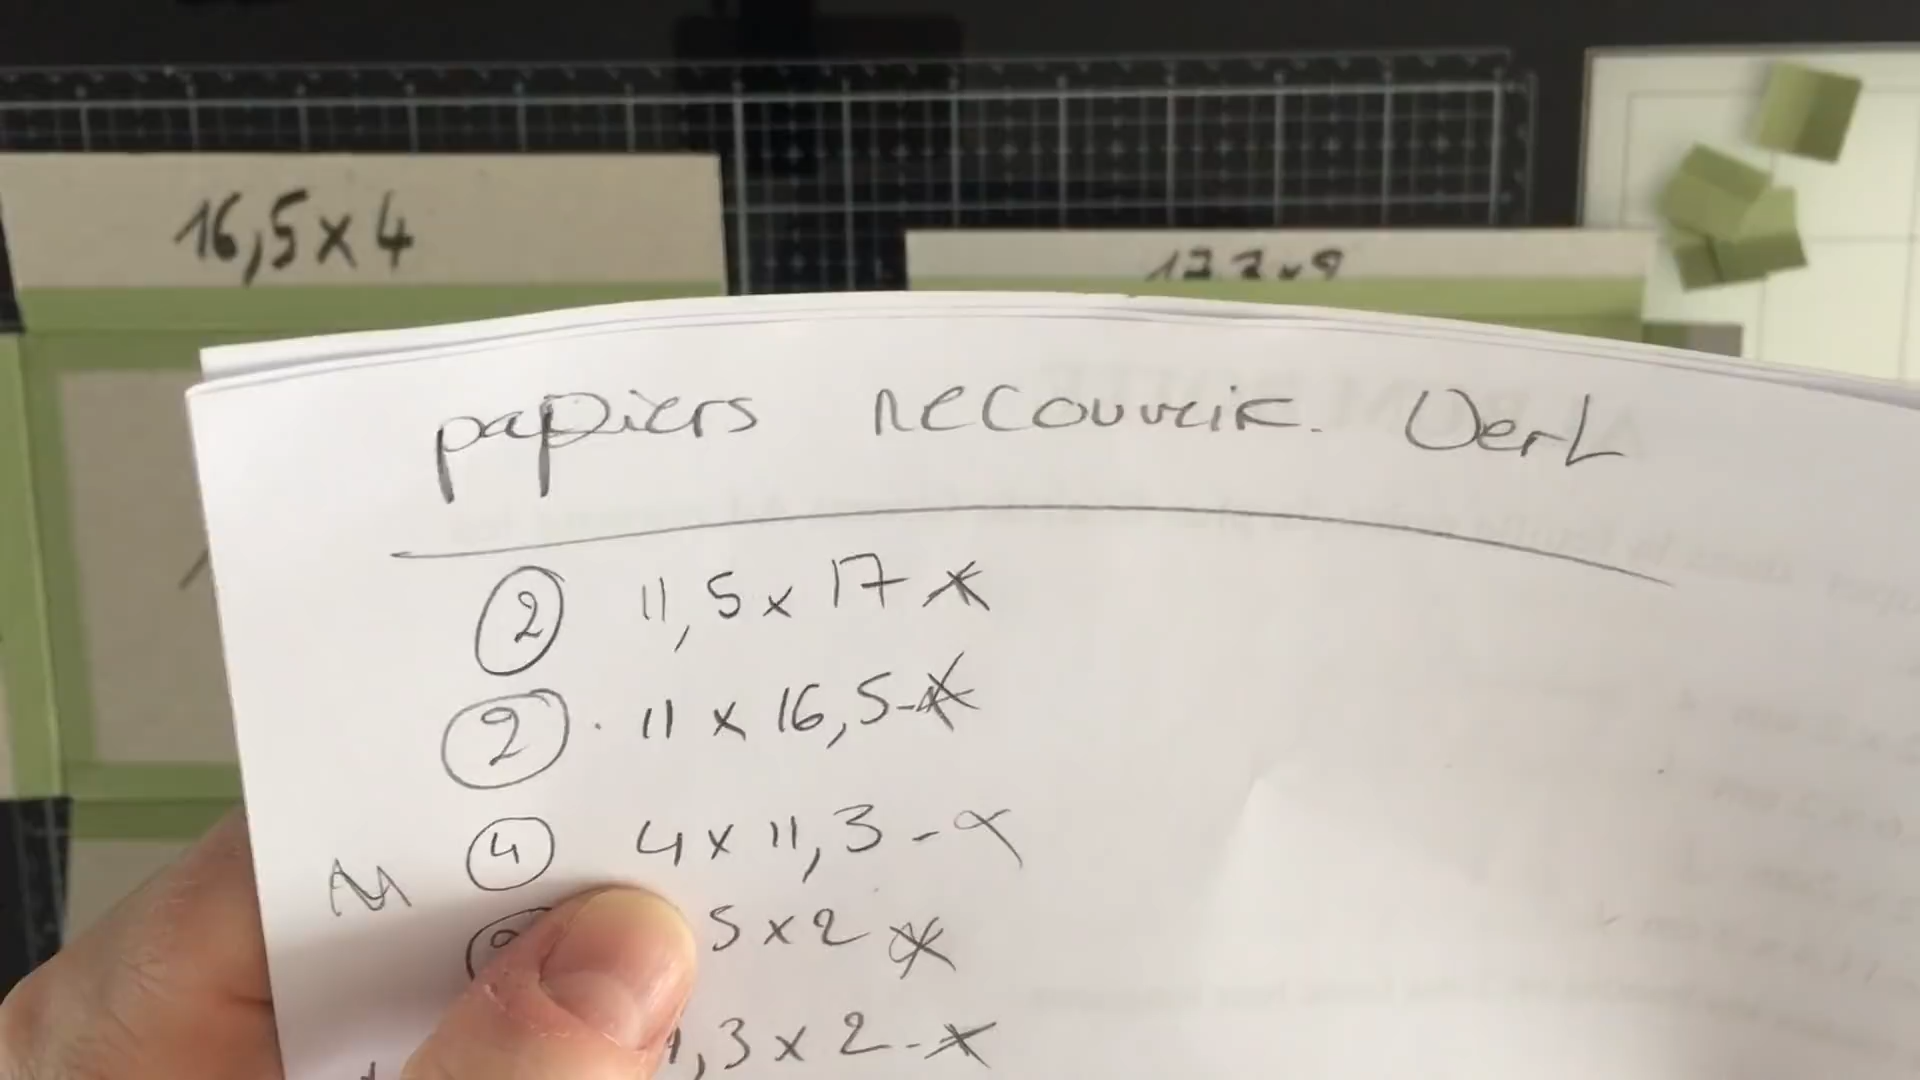 16,5 x 4
papiers recouvrir. Vert
② 11,5 x 17 x
② . 11 x 16,5 - x
④ 4 x 11,3 - x
5 x 2 x
,3 x 2 - x